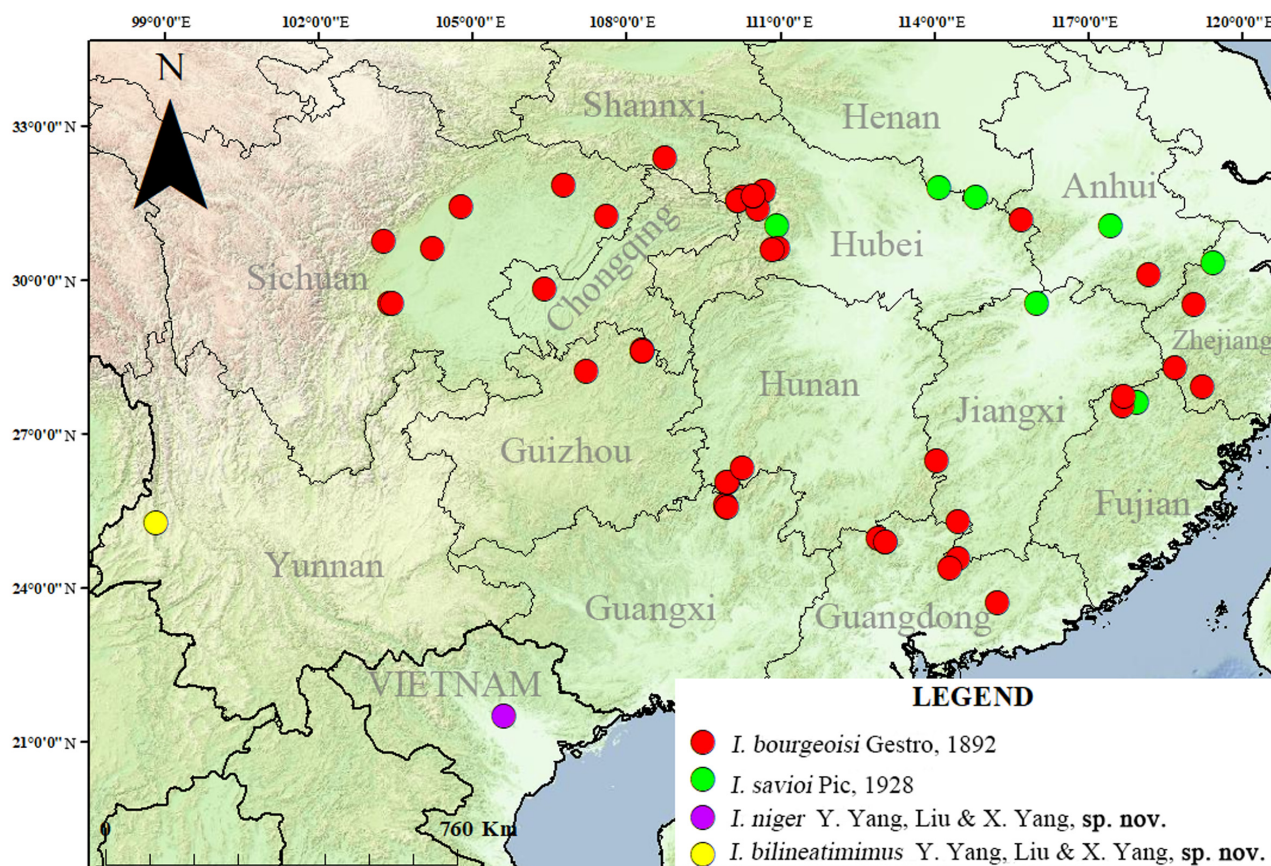 99°0'0"E 102°0'0"E 105°0'0"E 108°0'0"E 111°0'0"E 114°0'0"E 117°0'0"E 120°0'0"E
N
33°0'0"N
30°0'0"N
27°0'0"N
24°0'0"N
21°0'0"N
Shannxi
Henan
Anhui
Hubei
Chongqing
Sichuan
Zhejiang
Hunan
Jiangxi
Guizhou
Fujian
Yunnan
Guangxi
Guangdong
VIETNAM
0 760 Km
LEGEND
I. bourgeoisi Gestro, 1892
I. savioi Pic, 1928
I. niger Y. Yang, Liu & X. Yang, sp. nov.
I. bilineatimimus Y. Yang, Liu & X. Yang, sp. nov.